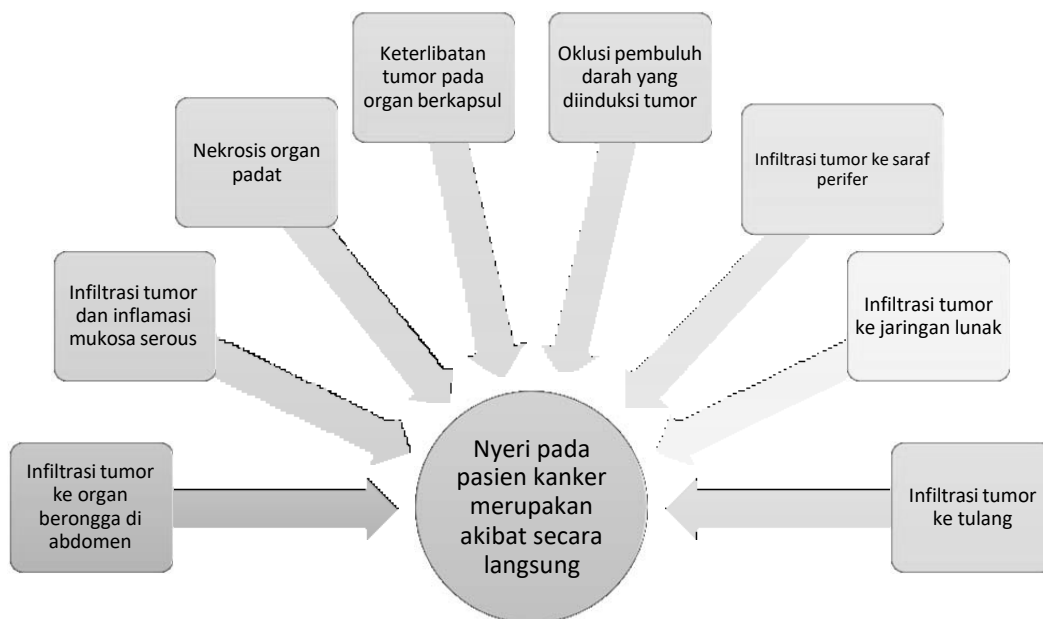 Keterlibatan
tumor pada
organ berkapsul
Oklusi pembuluh
darah yang
diinduksi tumor
Nekrosis organ
padat
Infiltrasi tumor ke saraf
perifer
Infiltrasi tumor
dan inflamasi
mukosa serous
Infiltrasi tumor
ke jaringan lunak
Infiltrasi tumor
ke organ
berongga di
abdomen
Nyeri pada
pasien kanker
merupakan
akibat secara
langsung
Infiltrasi tumor
ke tulang